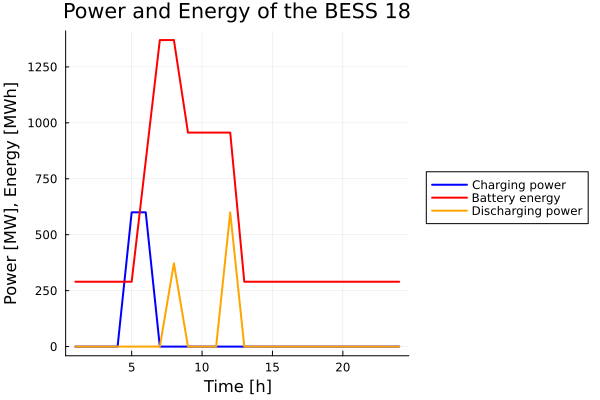 Power and Energy of the BESS 18
Power [MW], Energy [MWh]
1250
1000
750
500
250
0
5
10
15
20
Time [h]
Charging power
Battery energy
Discharging power